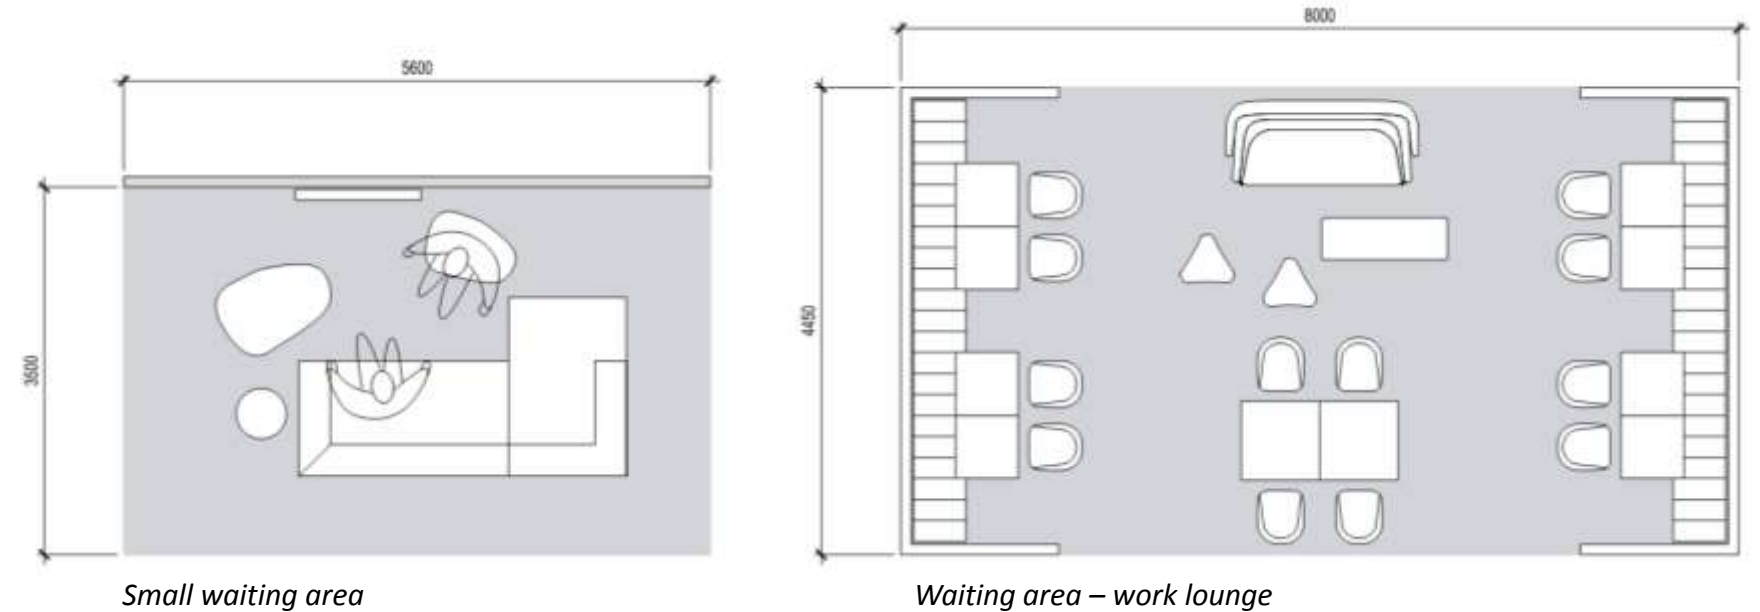 8000
5600
4450
3500
Small waiting area
Waiting area – work lounge